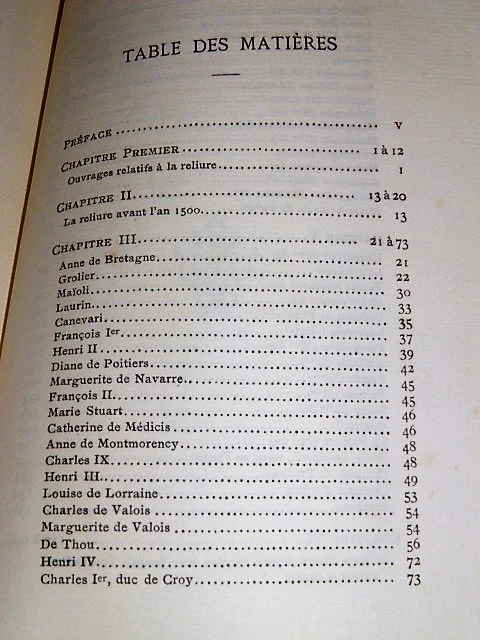 TABLE DES MATIÈRES
PRÉFACE V
CHAPITRE PREMIER 1 à 12
Ouvrages relatifs à la reliure 1
CHAPITRE II 13 à 20
La reliure avant l'an 1500 13
CHAPITRE III 21 à 73
Anne de Bretagne 21
Grolier 22
Maïoli 30
Laurin 33
Canevari 35
François Ier 37
Henri II 39
Diane de Poitiers 42
Marguerite de Navarre 45
François II 45
Marie Stuart 46
Catherine de Médicis 46
Anne de Montmorency 48
Charles IX 48
Henri III 49
Louise de Lorraine 53
Charles de Valois 54
Marguerite de Valois 54
De Thou 56
Henri IV 72
Charles Ier, duc de Croy 73